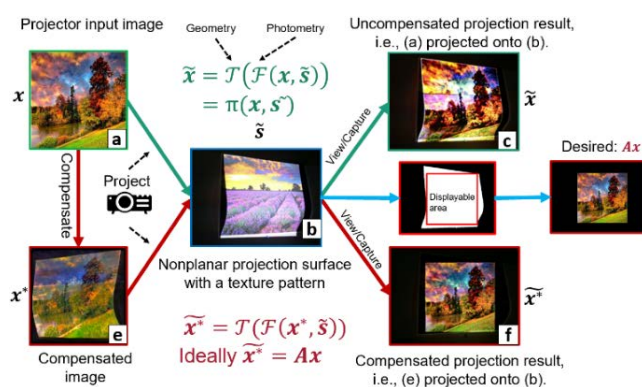 Projector input image
Geometry
Photometry
Uncompensated projection result,
i.e., (a) projected onto (b).
x
a
x̃ = 𝒯(ℱ(x, s̃))
= π(x, s˜)
s̃
View/Capture
c
x̃
Compensate
Project
b
Displayable
area
Desired: Ax
x*
e
Nonplanar projection surface
with a texture pattern
View/Capture
f
x̃*
Compensated
image
x̃* = 𝒯(ℱ(x*, s̃))
Ideally x̃* = Ax
Compensated projection result,
i.e., (e) projected onto (b).